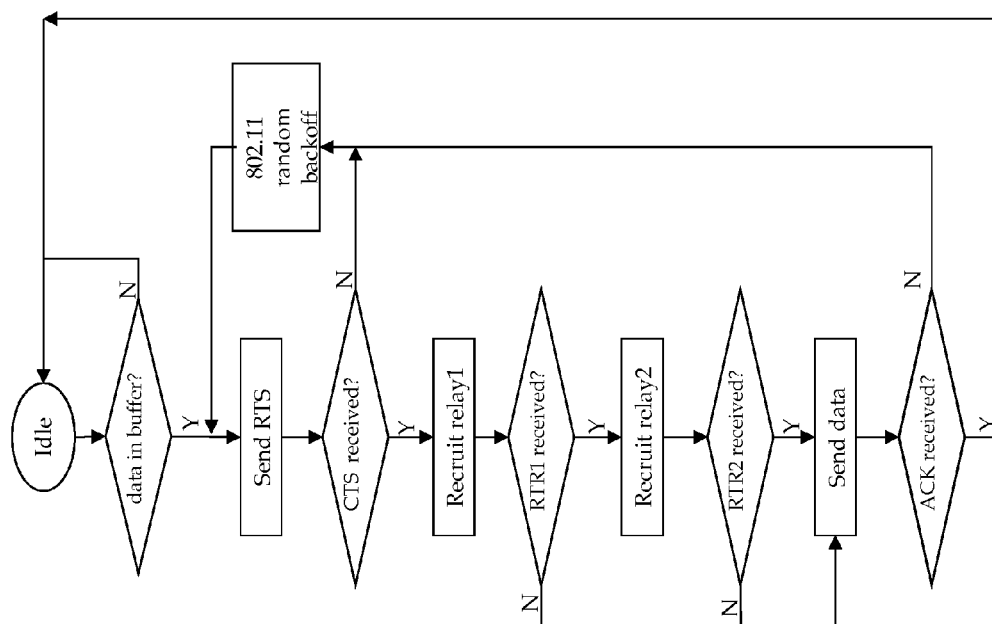 Idle
data in buffer?
N
Y
802.11
random
backoff
Send RTS
CTS received?
N
Y
Recruit relay1
RTR1 received?
N
Y
Recruit relay2
RTR2 received?
N
Y
Send data
ACK received?
N
Y